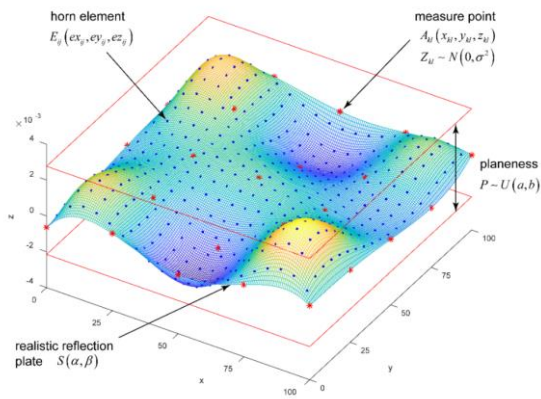 horn element
E_ij (ex_ij, ey_ij, ez_ij)
measure point
A_kl (x_kl, y_kl, z_kl)
Z_kl ~ N(0, σ²)
planeness
P ~ U(a, b)
×10⁻³
4
2
0
-2
-4
z
0
25
50
75
100
x
0
25
50
75
100
y
realistic reflection
plate S(α, β)